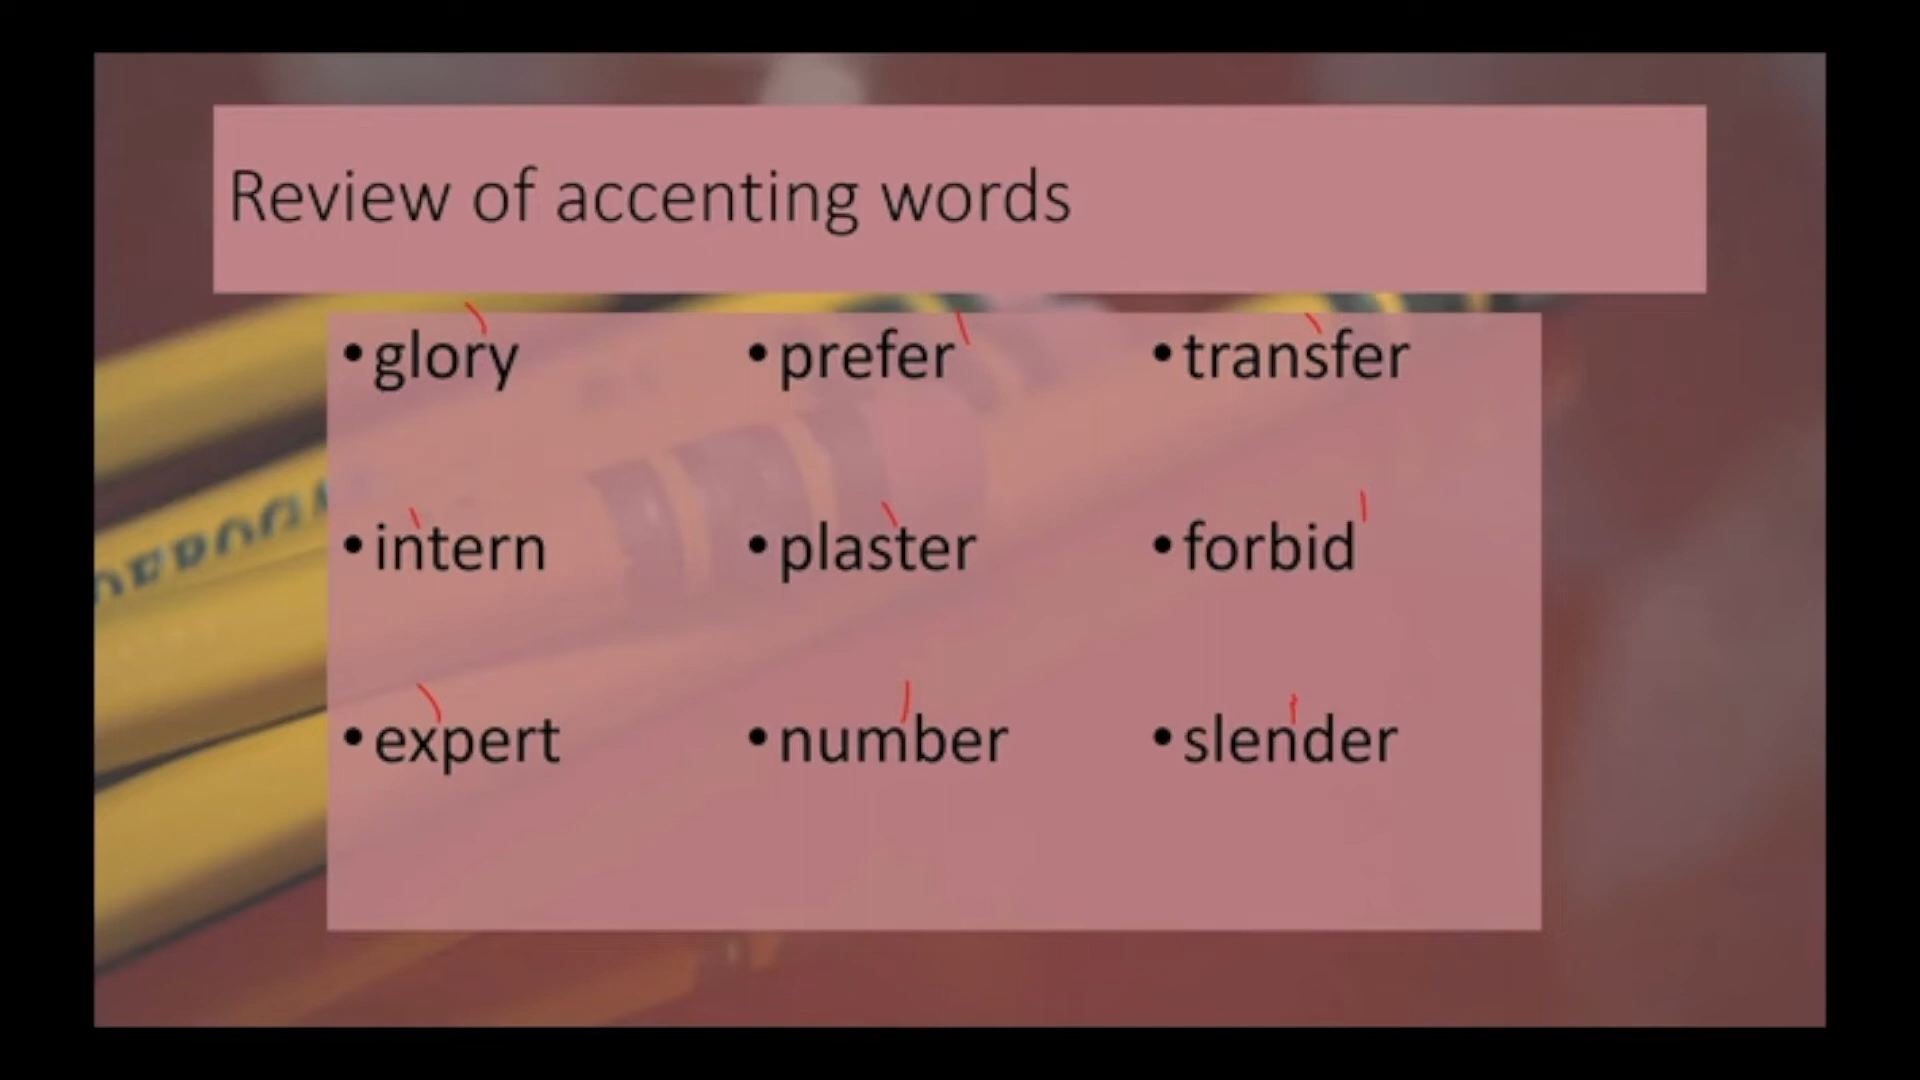 Review of accenting words
• glory • prefer • transfer
• intern • plaster • forbid
• expert • number • slender